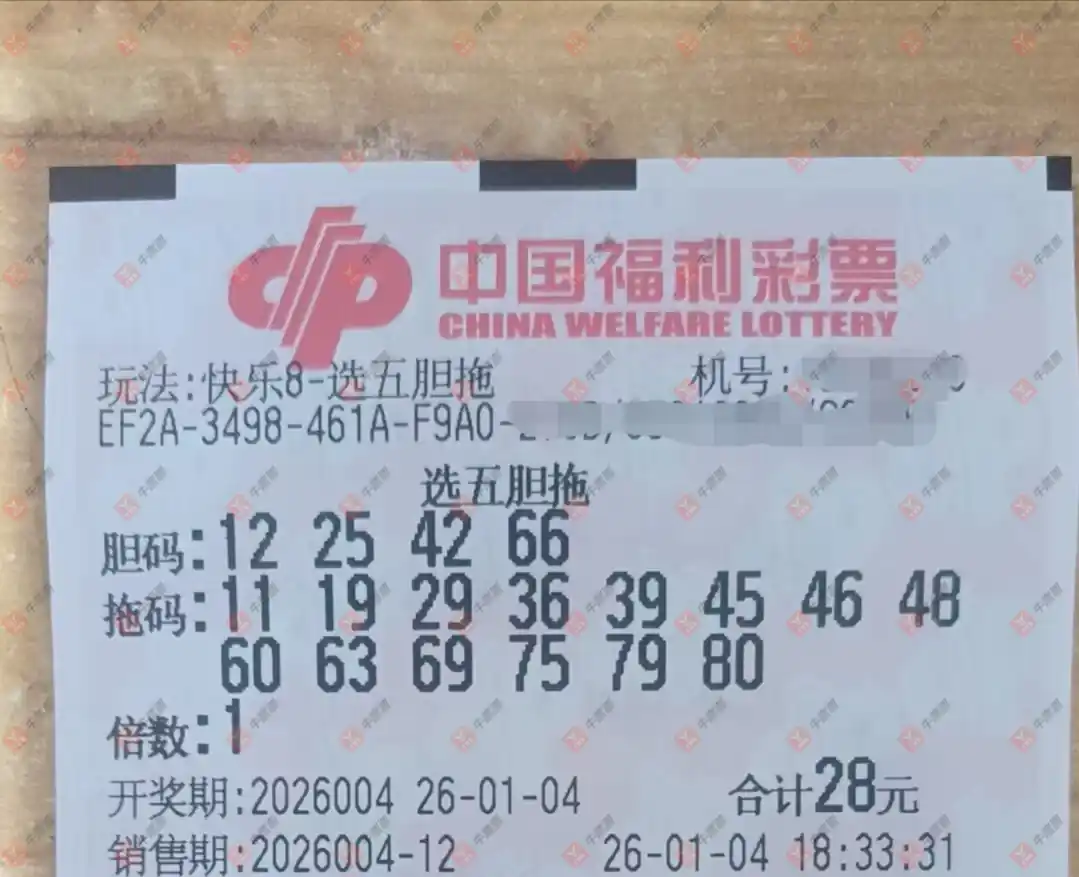 中国福利彩票
CHINA WELFARE LOTTERY
玩法:快乐8-选五胆拖 机号:
EF2A-3498-461A-F9A0-
选五胆拖
胆码:12 25 42 66
拖码:11 19 29 36 39 45 46 48
60 63 69 75 79 80
倍数:1
开奖期:2026004 26-01-04 合计28元
销售期:2026004-12 26-01-04 18:33:31